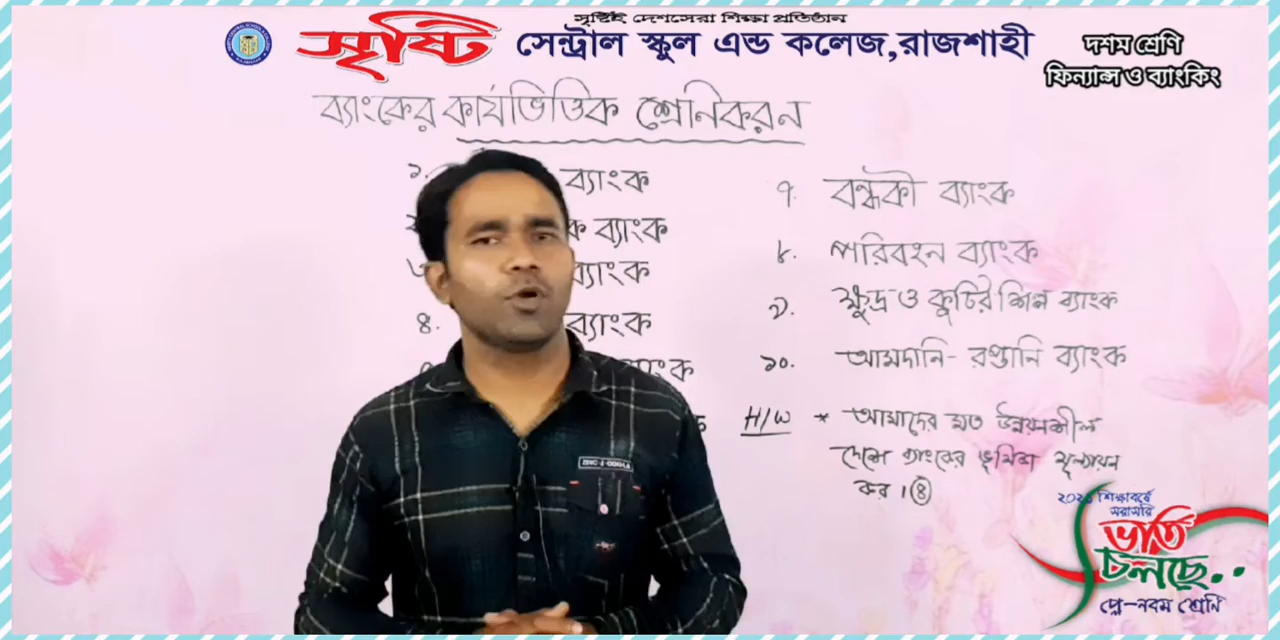 সৃষ্টিই দেশসেরা শিক্ষা প্রতিষ্ঠান
সৃষ্টি সেন্ট্রাল স্কুল এন্ড কলেজ,রাজশাহী
দশম শ্রেণি
ফিন্যান্স ও ব্যাংকিং
ব্যাংকের কার্যভিত্তিক শ্রেণিকরন
১. ব্যাংক
ক ব্যাংক
ব্যাংক
৪. ব্যাংক
৭. বন্ধকী ব্যাংক
৮. পরিবহন ব্যাংক
৯. ক্ষুদ্র ও কুটির শিল্প ব্যাংক
১০. আমদানি - রপ্তানি ব্যাংক
H/W * আমাদের মত উন্নয়নশীল
দেশে ব্যাংকের ভূমিকা মূল্যায়ন
কর । ৪
শিক্ষাবর্ষে
সরাসরি
ভর্তি
চলছে..
প্লে-নবম শ্রেণি